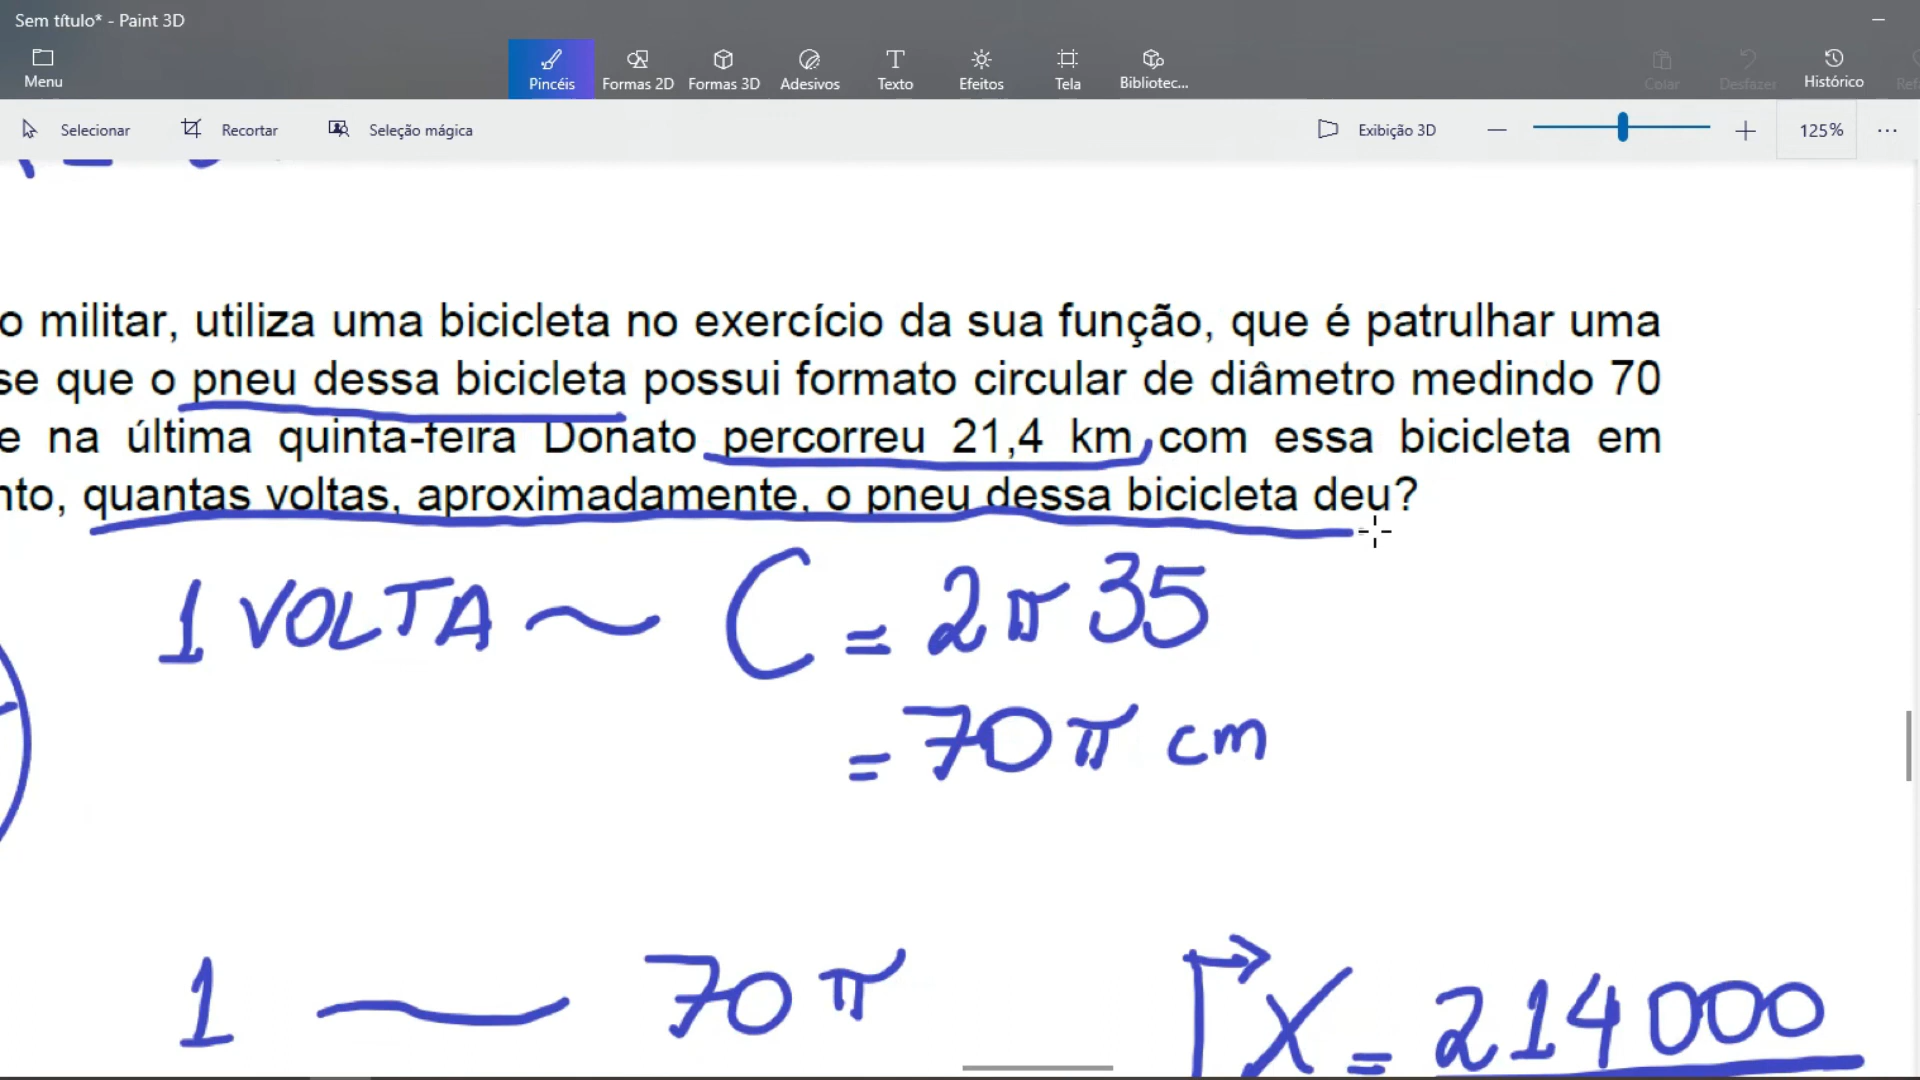 Sem título* - Paint 3D
Menu
Pincéis
Formas 2D
Formas 3D
Adesivos
Texto
Efeitos
Tela
Bibliotec...
Colar
Desfazer
Histórico
Selecionar
Recortar
Seleção mágica
Exibição 3D
125%
o militar, utiliza uma bicicleta no exercício da sua função, que é patrulhar uma
se que o pneu dessa bicicleta possui formato circular de diâmetro medindo 70
e na última quinta-feira Donato percorreu 21,4 km, com essa bicicleta em
nto, quantas voltas, aproximadamente, o pneu dessa bicicleta deu?
1 VOLTA ~ C = 2π35
= 70π cm
1 — 70π
X = 214000